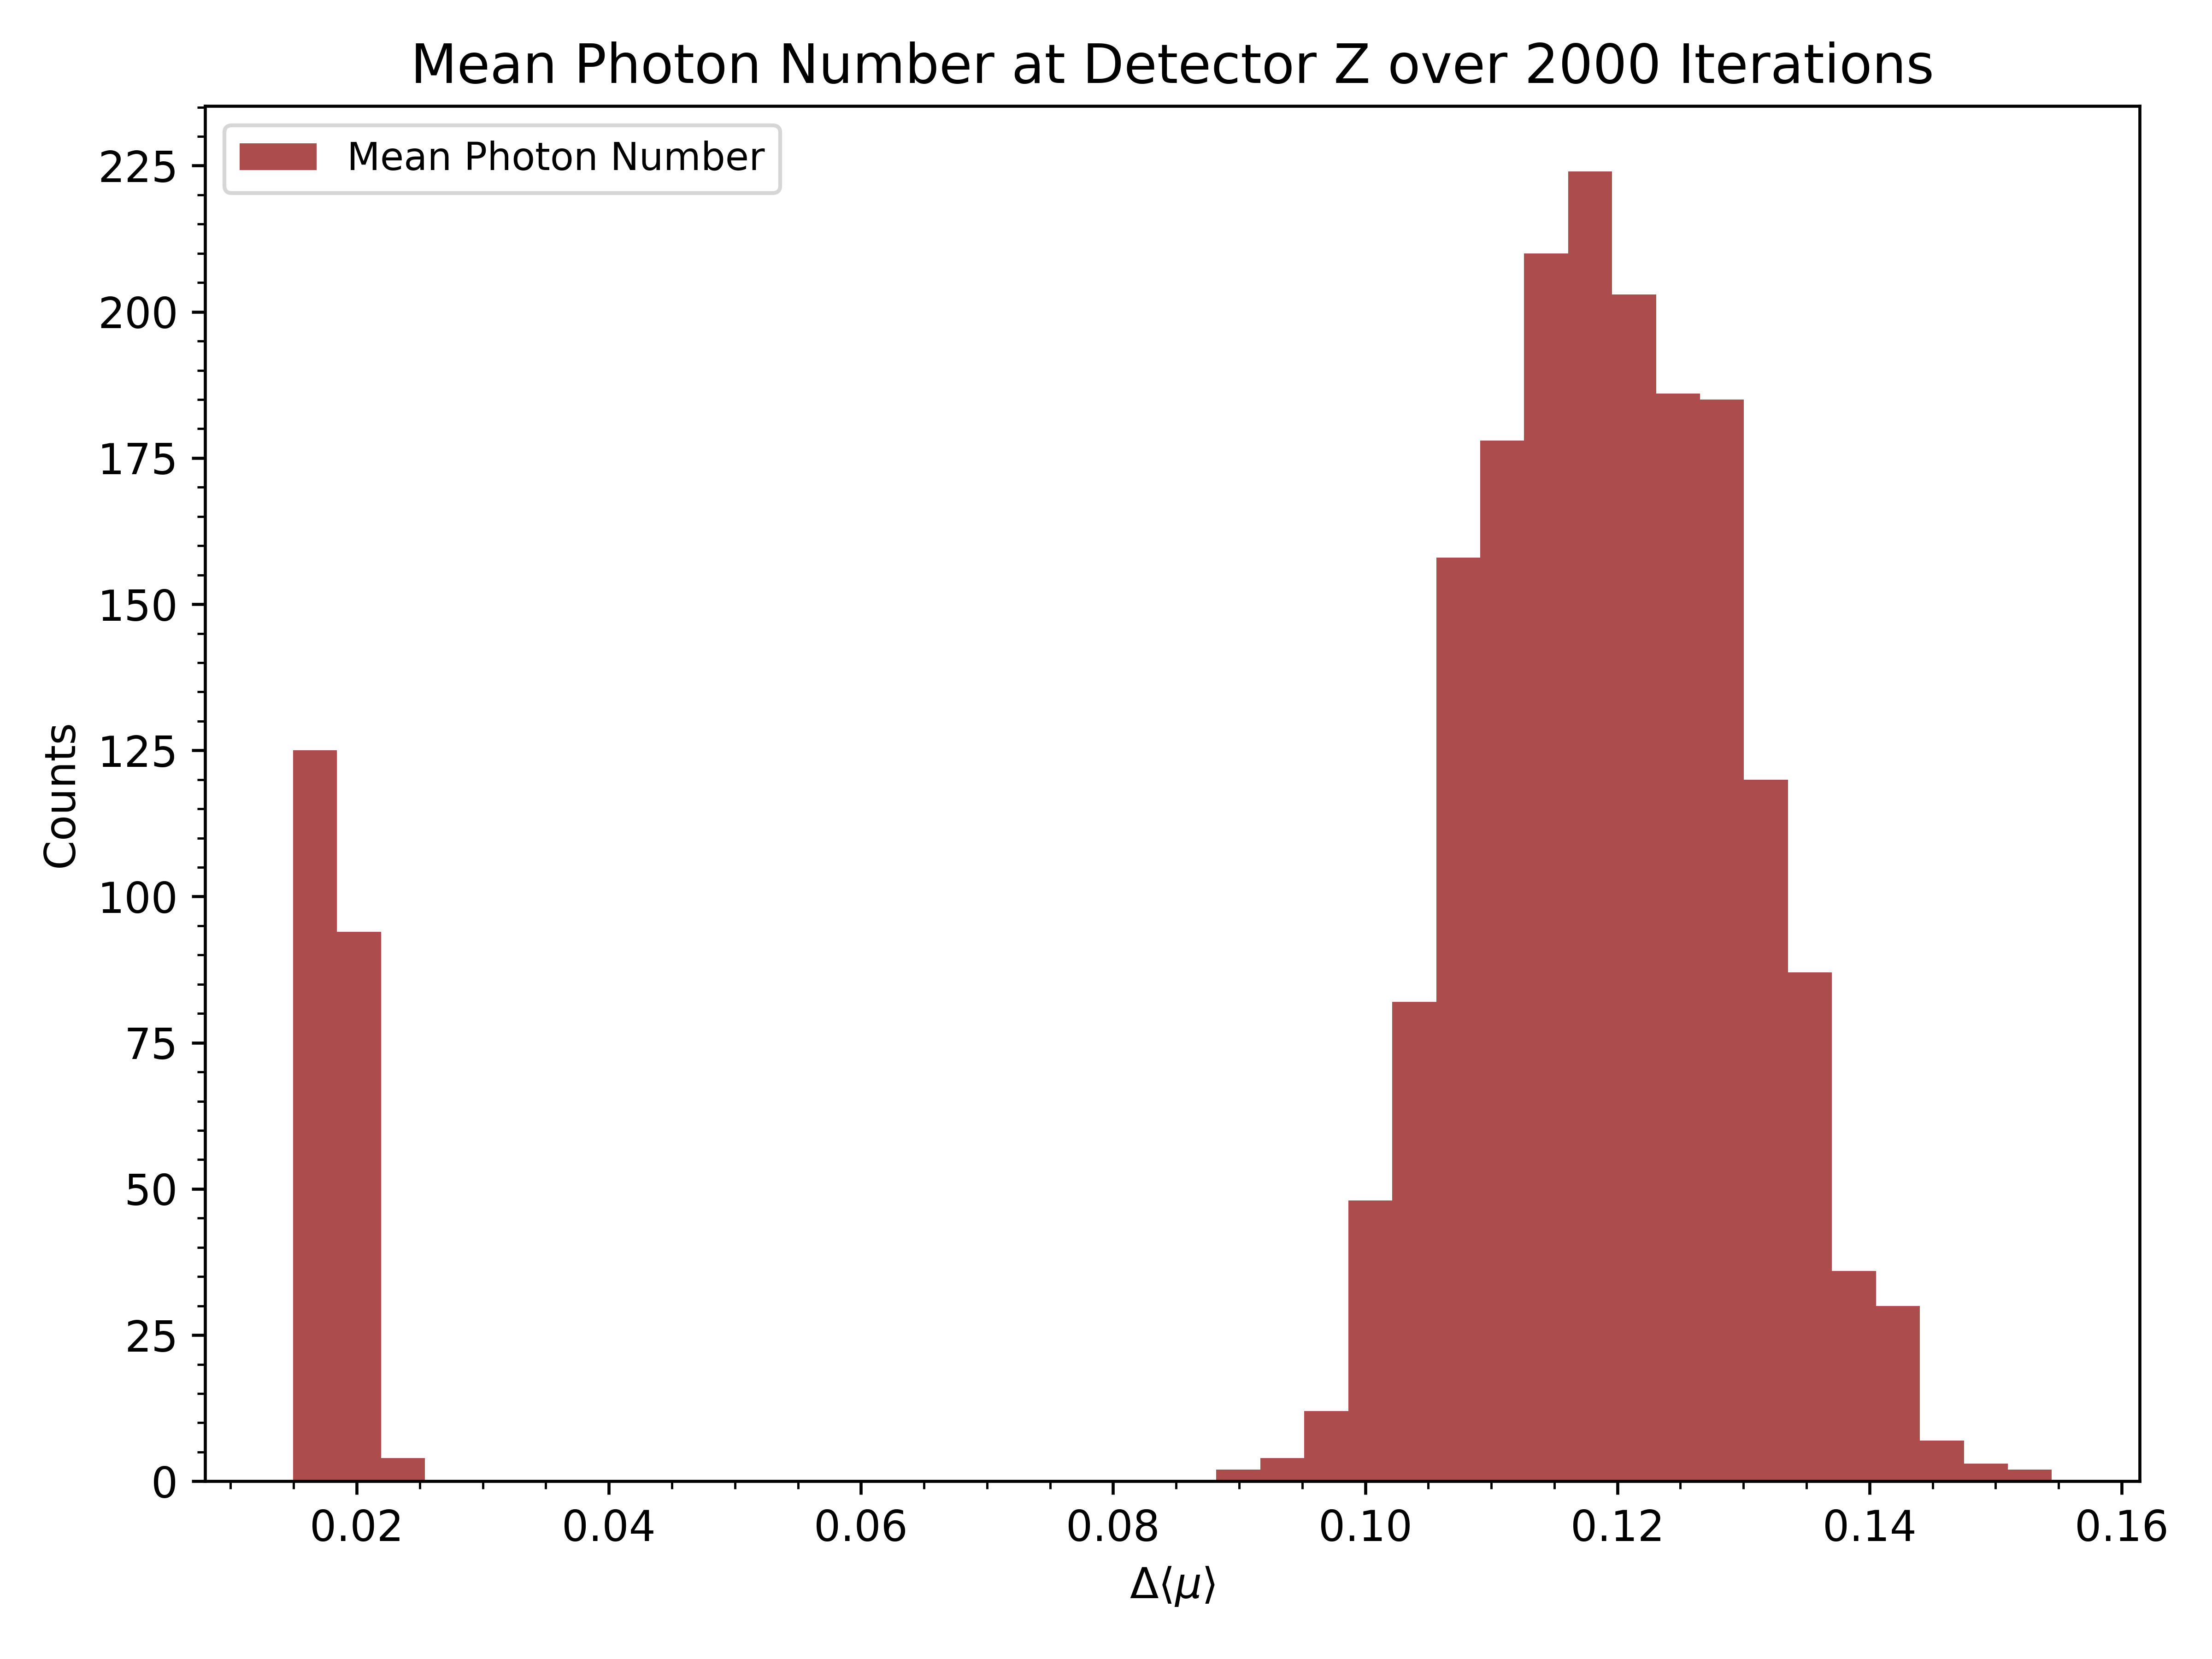 Mean Photon Number at Detector Z over 2000 Iterations
Mean Photon Number
225
200
175
150
125
100
75
50
25
0
Counts
0.02 0.04 0.06 0.08 0.10 0.12 0.14 0.16
Δ⟨μ⟩